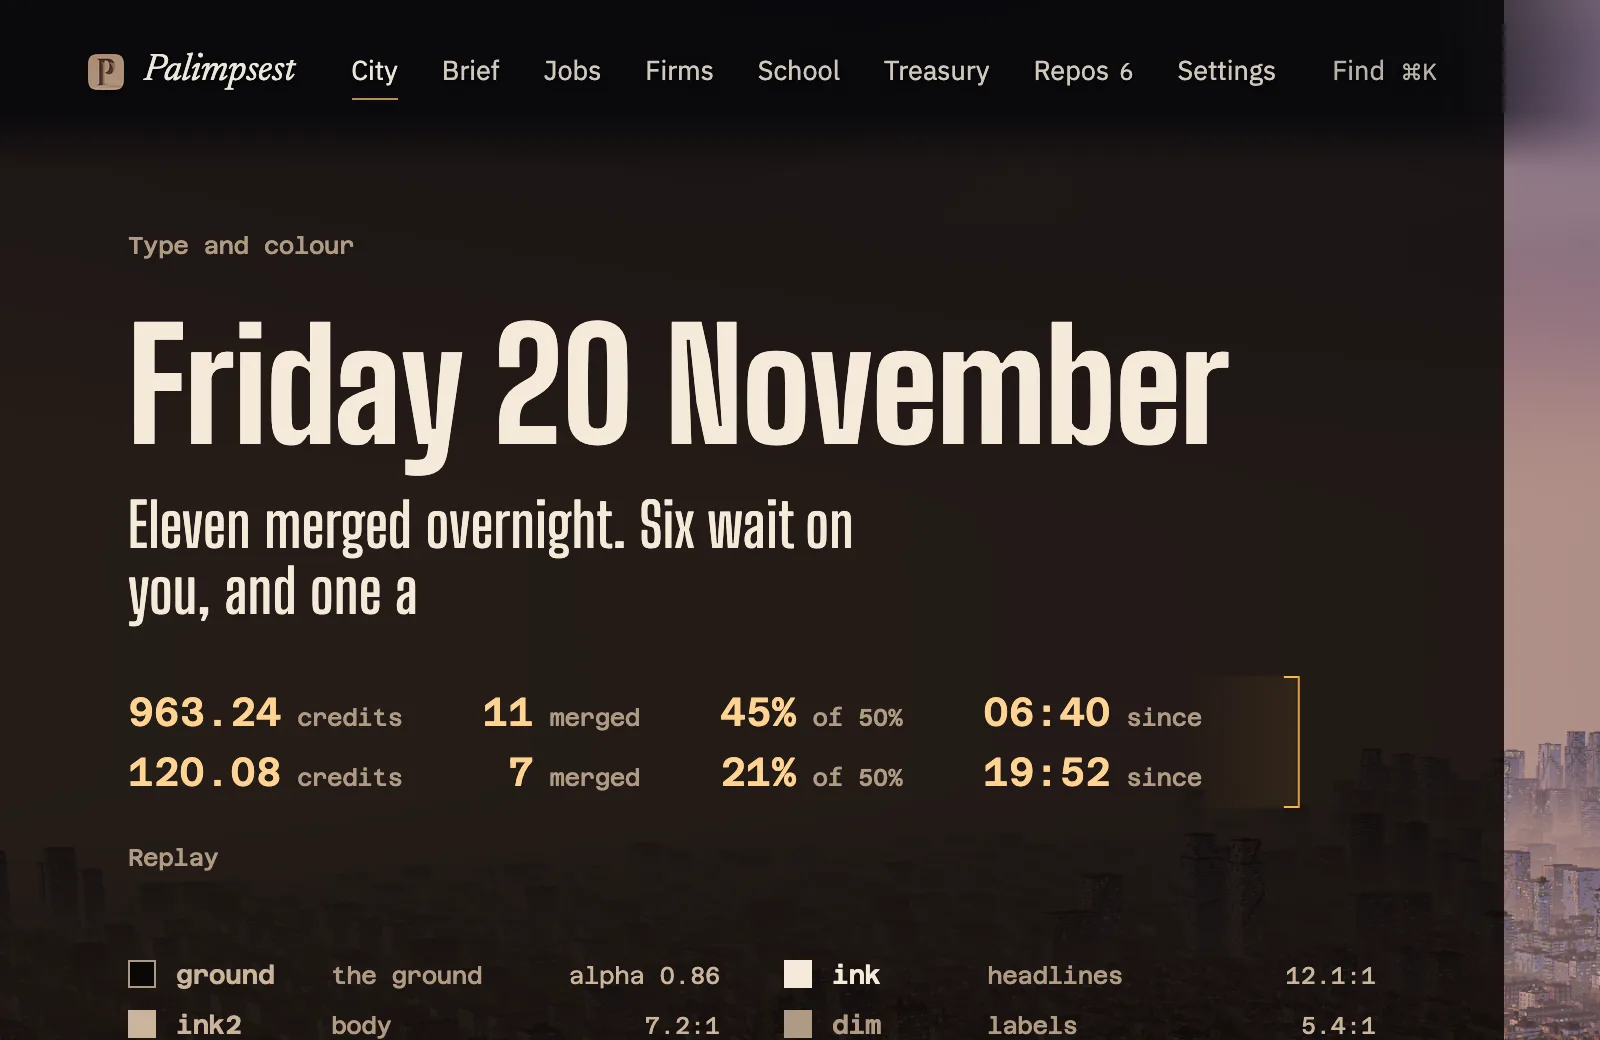 P Palimpsest City Brief Jobs Firms School Treasury Repos 6 Settings Find ⌘K
Type and colour
Friday 20 November
Eleven merged overnight. Six wait on
you, and one a
963.24 credits 11 merged 45% of 50% 06:40 since
120.08 credits 7 merged 21% of 50% 19:52 since
Replay
ground the ground alpha 0.86 ink headlines 12.1:1
ink2 body 7.2:1 dim labels 5.4:1